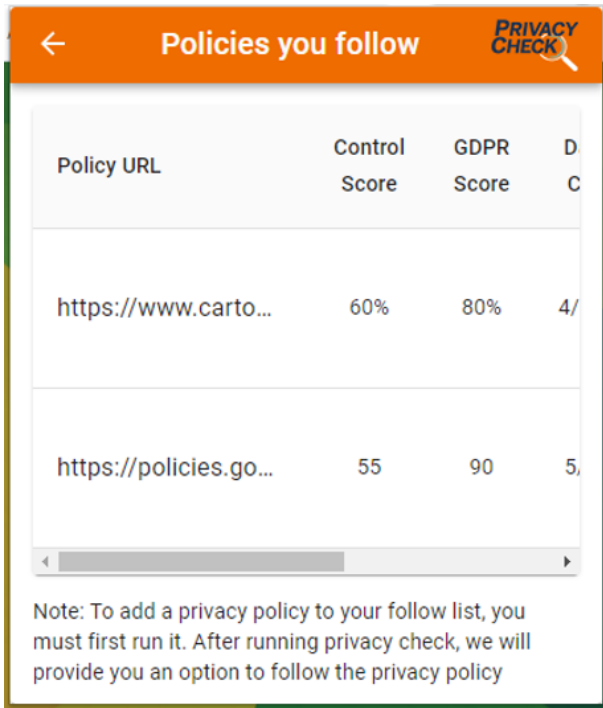 Policies you follow
PRIVACY
CHECK
Policy URL
Control
Score
GDPR
Score
https://www.carto...
60%
80%
4/
https://policies.go...
55
90
5/
Note: To add a privacy policy to your follow list, you
must first run it. After running privacy check, we will
provide you an option to follow the privacy policy